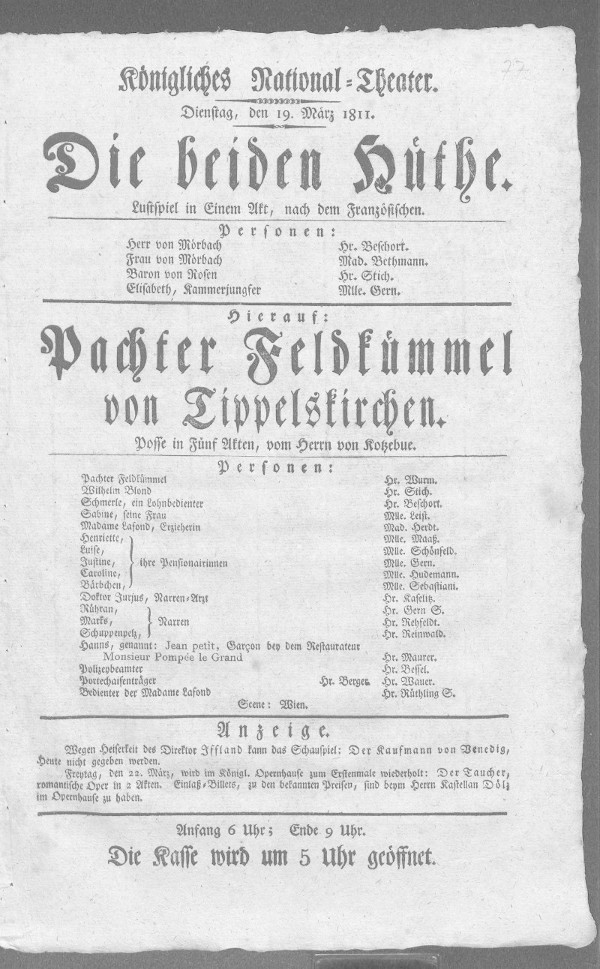 77
Königliches National-Theater.
Dienstag, den 19. März 1811.
Die beiden Hüthe.
Lustspiel in Einem Akt, nach dem Französischen.
Personen:
Herr von Mörbach Hr. Beschort.
Frau von Mörbach Mad. Bethmann.
Baron von Rosen Hr. Stich.
Elisabeth, Kammerjungfer Mlle. Gern.
Hierauf:
Pachter Feldkümmel
von Tippelskirchen.
Posse in Fünf Akten, vom Herrn von Kotzebue.
Personen:
Pachter Feldkümmel Hr. Wurm.
Wilhelm Blond Hr. Stich.
Schmerle, ein Lohnbedienter Hr. Beschort.
Sabine, seine Frau Mlle. Leist.
Madame Lafond, Erzieherin Mad. Herdt.
Henriette, Mlle. Maaß.
Luise, Mlle. Schönfeld.
Justine, ihre Pensionairinnen Mlle. Gern.
Caroline, Mlle. Hudemann.
Bärbchen, Mlle. Sebastiani.
Doktor Jurjus, Narren-Arzt Hr. Kaselitz.
Rühran, Hr. Gern S.
Marks, Narren Hr. Rehfeldt.
Schuppenpelz, Hr. Reinwald.
Hanns, genannt: Jean petit, Garçon bey dem Restaurateur
Monsieur Pompée le Grand Hr. Maurer.
Polizeybeamter Hr. Bessel.
Portechaisenträger Hr. Berger. Hr. Wauer.
Bedienter der Madame Lafond Hr. Rüthling S.
Scene: Wien.
Anzeige.
Wegen Heiserkeit des Direktor Iffland kann das Schauspiel: Der Kaufmann von Venedig,
Heute nicht gegeben werden.
Freytag, den 22. März, wird im Königl. Opernhause zum Erstenmale wiederholt: Der Taucher,
romantische Oper in 2 Akten. Einlaß-Billets, zu den bekannten Preisen, sind beym Herrn Kastellan Dölz
im Opernhause zu haben.
Anfang 6 Uhr; Ende 9 Uhr.
Die Kasse wird um 5 Uhr geöffnet.